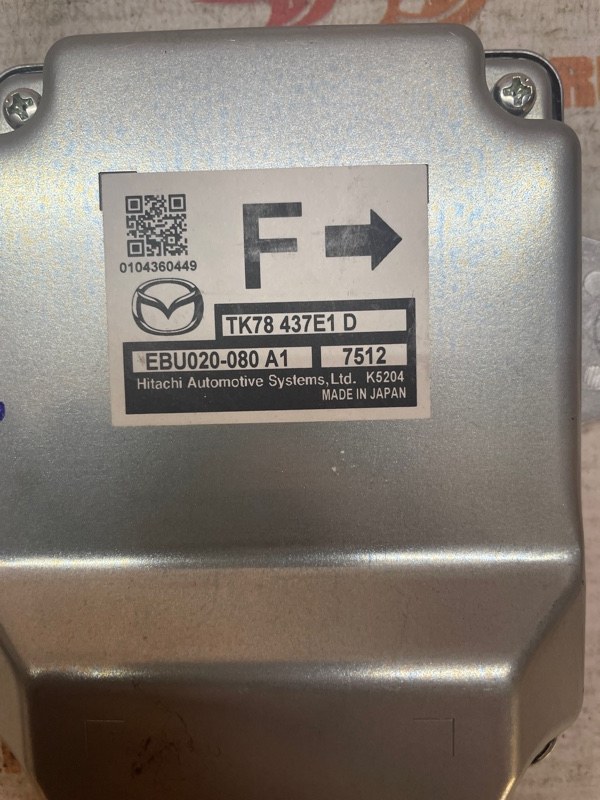 F
0104360449
TK78 437E1 D
EBU020-080 A1 7512
Hitachi Automotive Systems,Ltd. K5204
MADE IN JAPAN